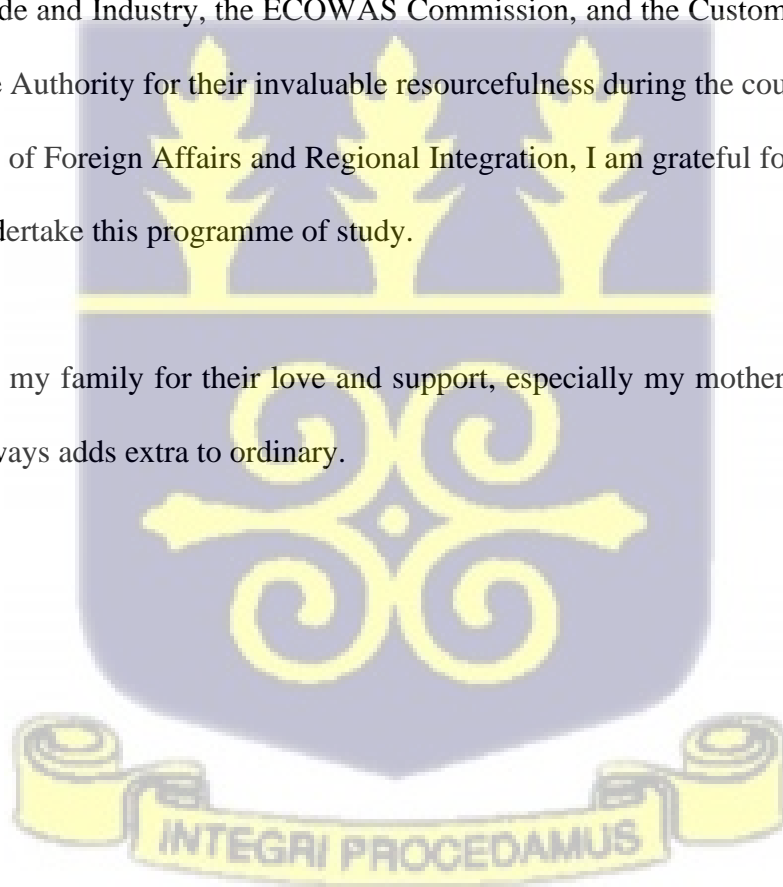 de and Industry, the ECOWAS Commission, and the Custom
Authority for their invaluable resourcefulness during the cou
of Foreign Affairs and Regional Integration, I am grateful fo
dertake this programme of study.
my family for their love and support, especially my mother
ways adds extra to ordinary.
INTEGRI PROCEDAMUS